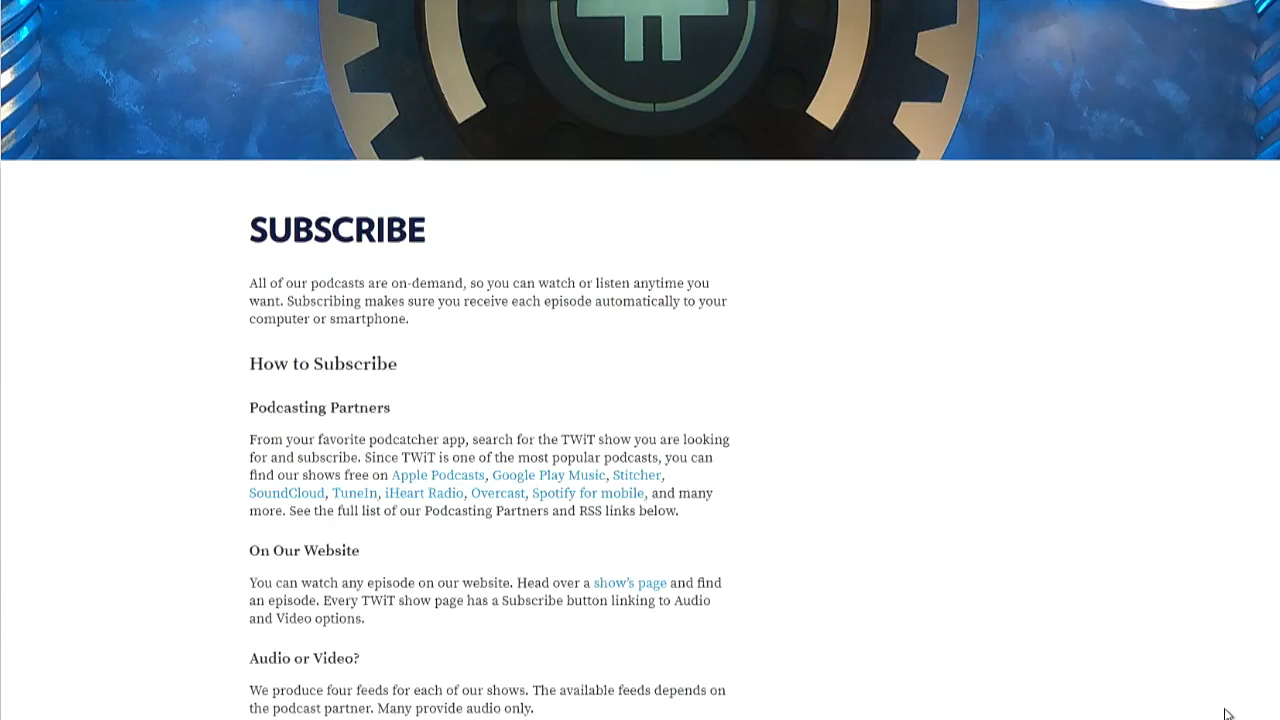 SUBSCRIBE
All of our podcasts are on-demand, so you can watch or listen anytime you
want. Subscribing makes sure you receive each episode automatically to your
computer or smartphone.
How to Subscribe
Podcasting Partners
From your favorite podcatcher app, search for the TWiT show you are looking
for and subscribe. Since TWiT is one of the most popular podcasts, you can
find our shows free on Apple Podcasts, Google Play Music, Stitcher,
SoundCloud, TuneIn, iHeart Radio, Overcast, Spotify for mobile, and many
more. See the full list of our Podcasting Partners and RSS links below.
On Our Website
You can watch any episode on our website. Head over a show's page and find
an episode. Every TWiT show page has a Subscribe button linking to Audio
and Video options.
Audio or Video?
We produce four feeds for each of our shows. The available feeds depends on
the podcast partner. Many provide audio only.